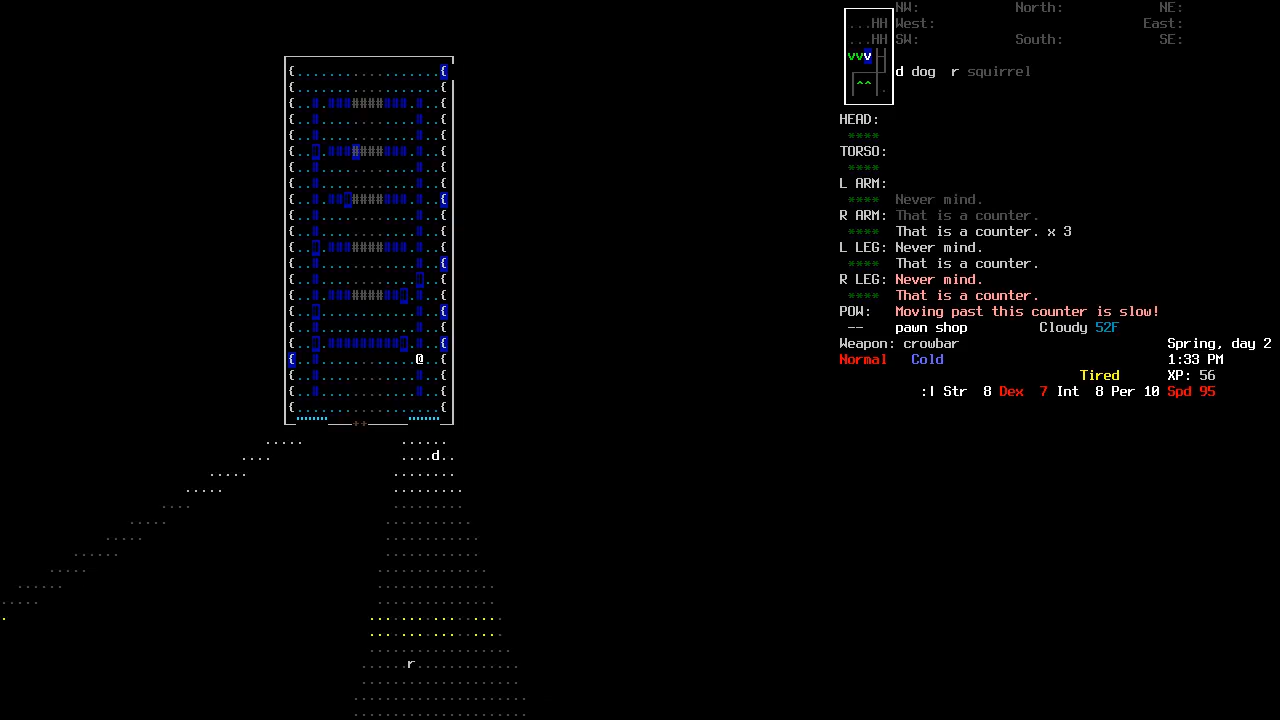 NW: North: NE:
West: East:
SW: South: SE:
d dog r squirrel
HEAD:
****
TORSO:
****
L ARM:
**** Never mind.
R ARM: That is a counter.
**** That is a counter. x 3
L LEG: Never mind.
**** That is a counter.
R LEG: Never mind.
**** That is a counter.
POW: Moving past this counter is slow!
-- pawn shop Cloudy 52F
Weapon: crowbar Spring, day 2
Normal Cold 1:33 PM
Tired XP: 56
:| Str 8 Dex 7 Int 8 Per 10 Spd 95